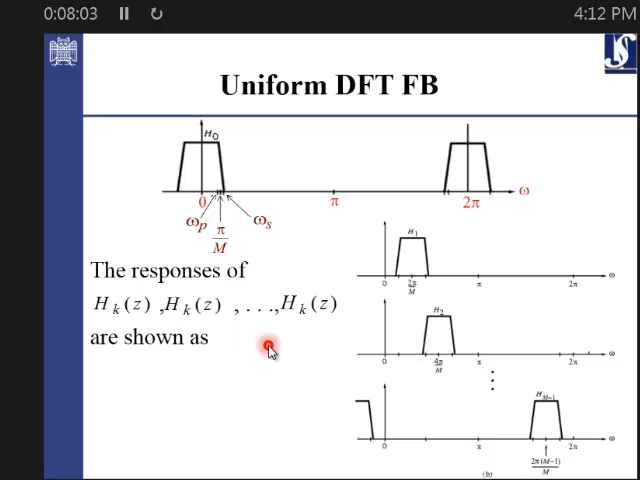 0:08:03
4:12 PM
Uniform DFT FB
H0
0 π 2π ω
ωp π/M ωs
The responses of
Hk(z) ,Hk(z) , . . .,Hk(z)
are shown as
H1
0 2π/M π 2π ω
H2
0 4π/M π 2π ω
HM−1
0 π 2π ω
2π(M−1)/M
(b)